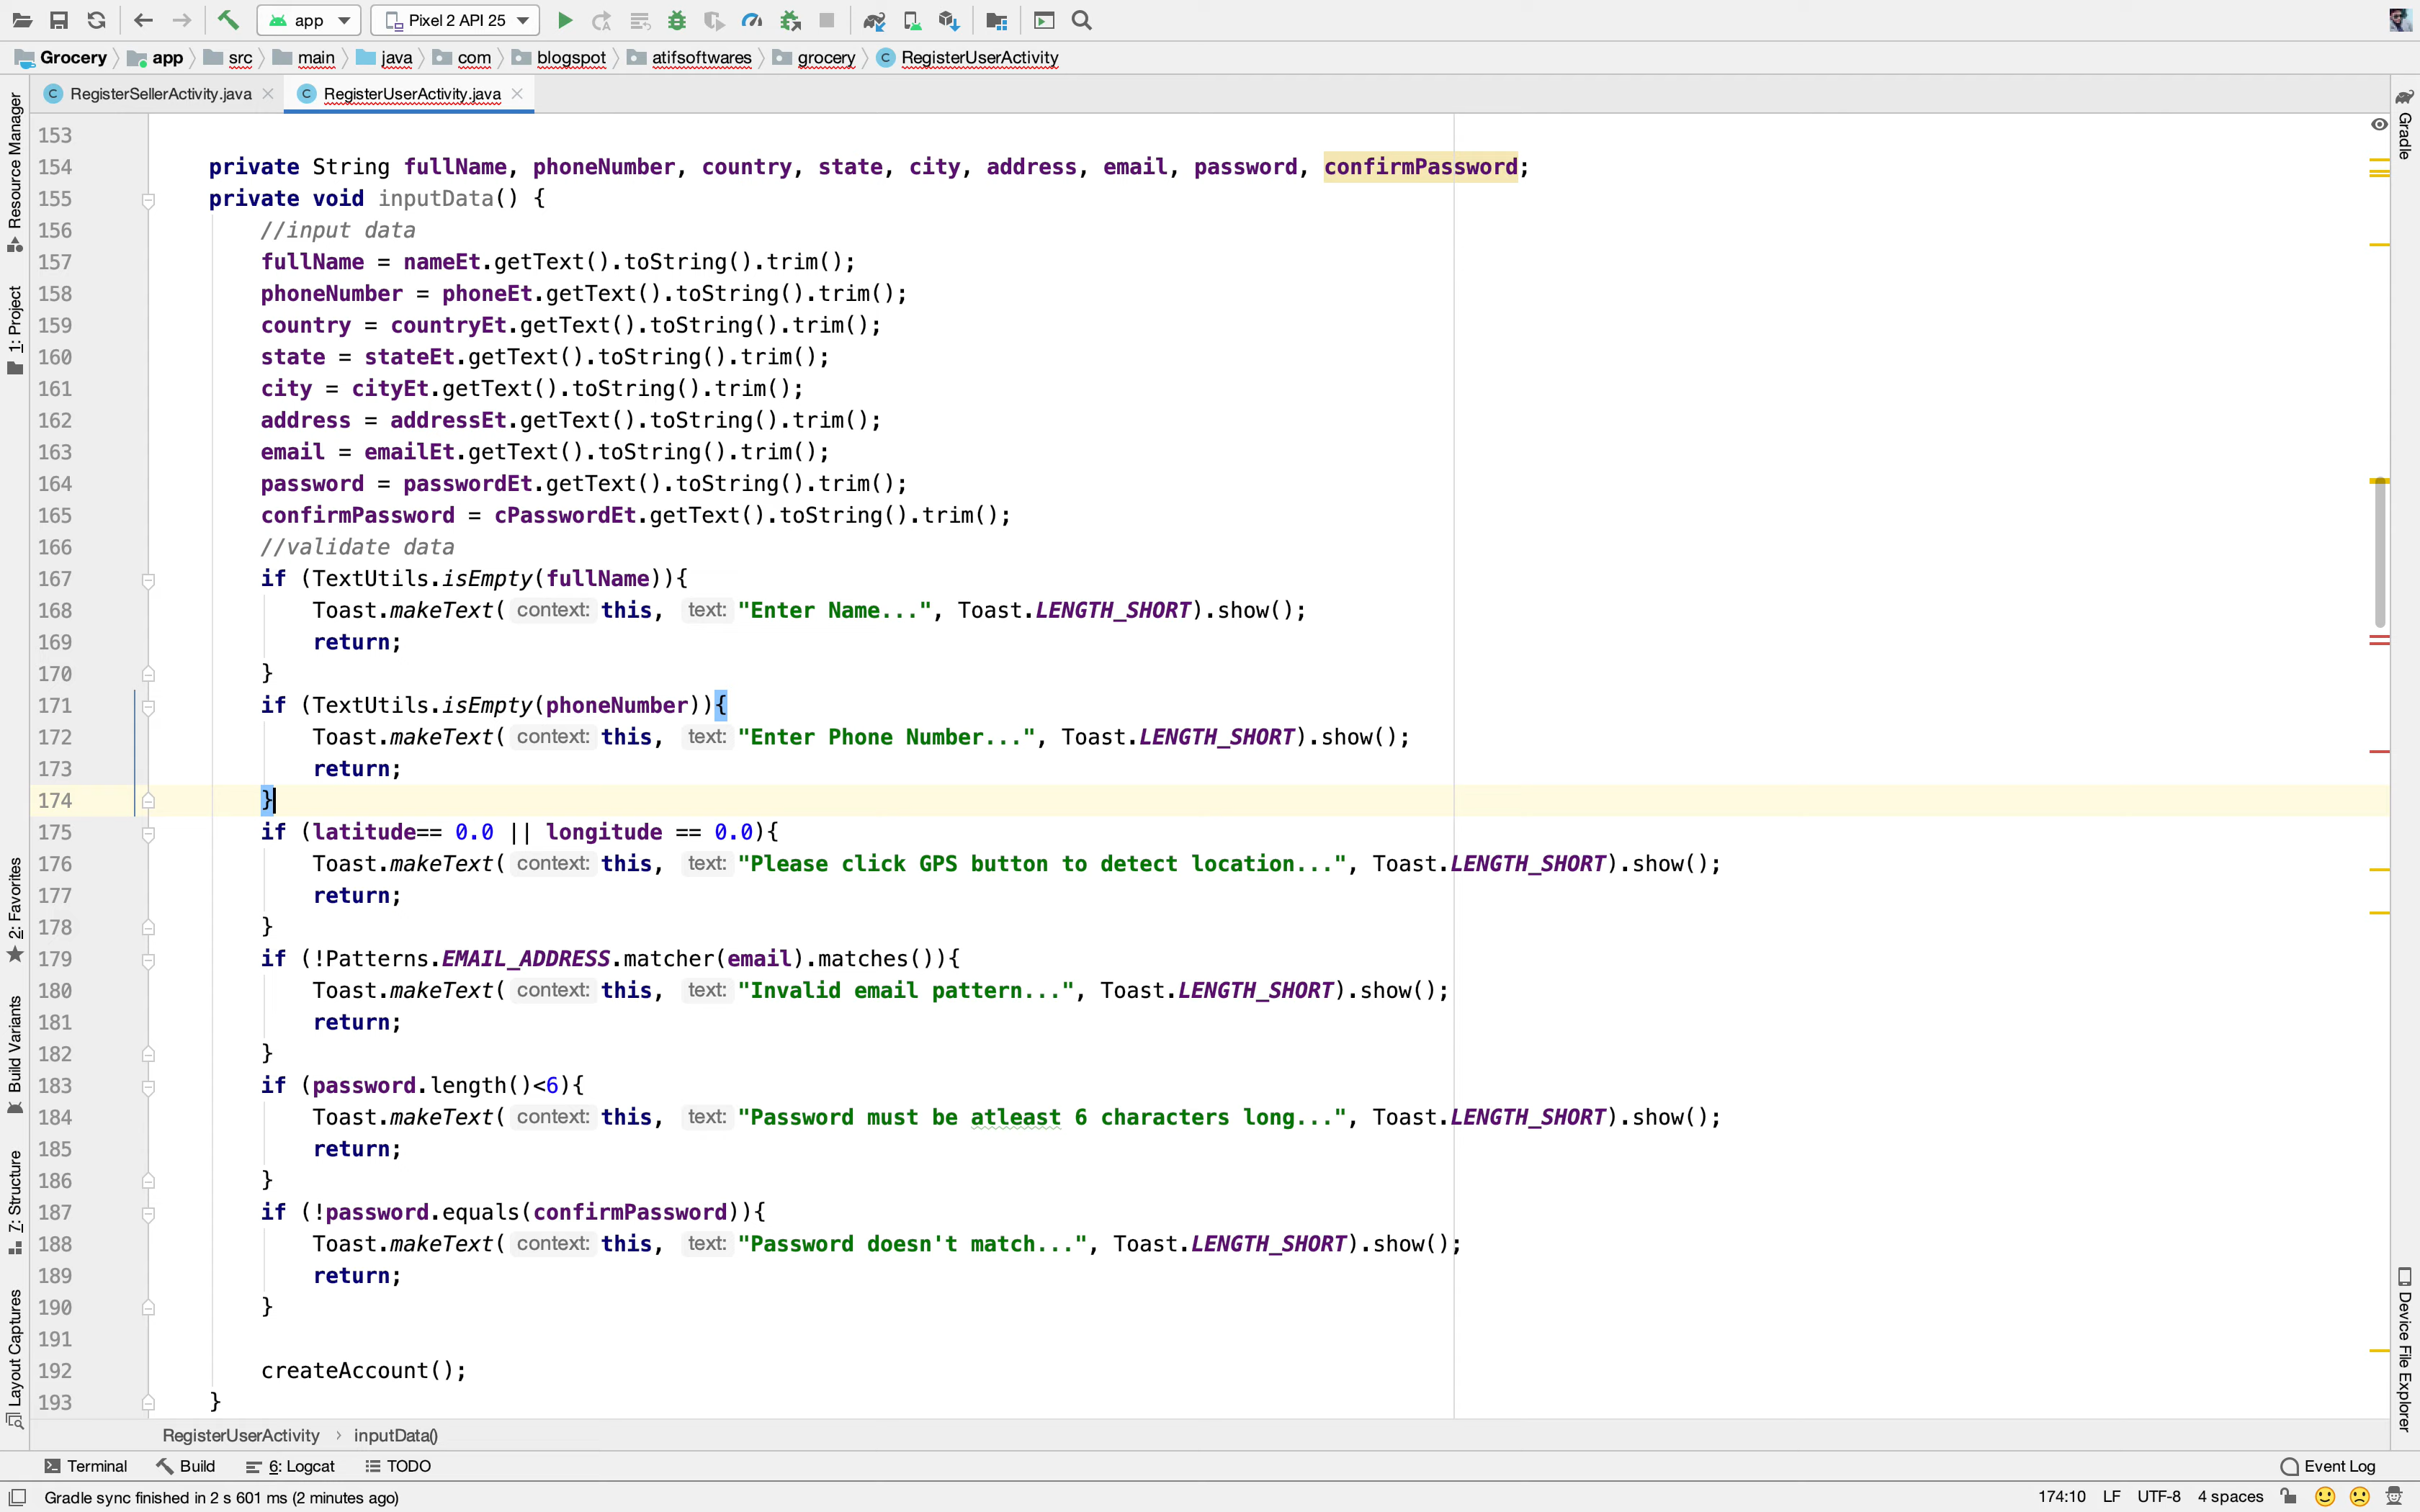 app Pixel 2 API 25
Grocery app src main java com blogspot atifsoftwares grocery RegisterUserActivity
RegisterSellerActivity.java RegisterUserActivity.java
Resource Manager
1: Project
2: Favorites
Build Variants
7: Structure
Layout Captures
153
154 private String fullName, phoneNumber, country, state, city, address, email, password, confirmPassword;
155 private void inputData() {
156 //input data
157 fullName = nameEt.getText().toString().trim();
158 phoneNumber = phoneEt.getText().toString().trim();
159 country = countryEt.getText().toString().trim();
160 state = stateEt.getText().toString().trim();
161 city = cityEt.getText().toString().trim();
162 address = addressEt.getText().toString().trim();
163 email = emailEt.getText().toString().trim();
164 password = passwordEt.getText().toString().trim();
165 confirmPassword = cPasswordEt.getText().toString().trim();
166 //validate data
167 if (TextUtils.isEmpty(fullName)){
168 Toast.makeText( context: this, text: "Enter Name...", Toast.LENGTH_SHORT).show();
169 return;
170 }
171 if (TextUtils.isEmpty(phoneNumber)){
172 Toast.makeText( context: this, text: "Enter Phone Number...", Toast.LENGTH_SHORT).show();
173 return;
174 }
175 if (latitude== 0.0 || longitude == 0.0){
176 Toast.makeText( context: this, text: "Please click GPS button to detect location...", Toast.LENGTH_SHORT).show();
177 return;
178 }
179 if (!Patterns.EMAIL_ADDRESS.matcher(email).matches()){
180 Toast.makeText( context: this, text: "Invalid email pattern...", Toast.LENGTH_SHORT).show();
181 return;
182 }
183 if (password.length()<6){
184 Toast.makeText( context: this, text: "Password must be atleast 6 characters long...", Toast.LENGTH_SHORT).show();
185 return;
186 }
187 if (!password.equals(confirmPassword)){
188 Toast.makeText( context: this, text: "Password doesn't match...", Toast.LENGTH_SHORT).show();
189 return;
190 }
191
192 createAccount();
193 }
Gradle
Device File Explorer
RegisterUserActivity › inputData()
Terminal Build 6: Logcat TODO Event Log
Gradle sync finished in 2 s 601 ms (2 minutes ago) 174:10 LF UTF-8 4 spaces